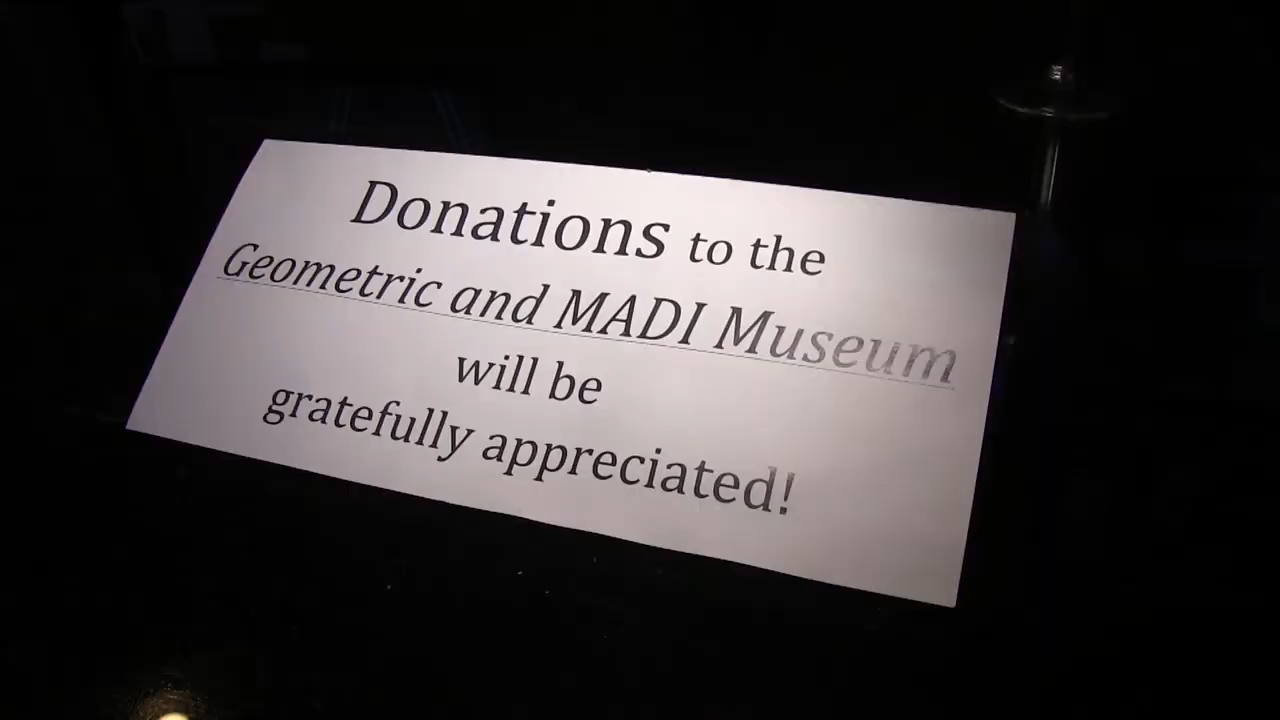 Donations to the
Geometric and MADI Museum
will be
gratefully appreciated!